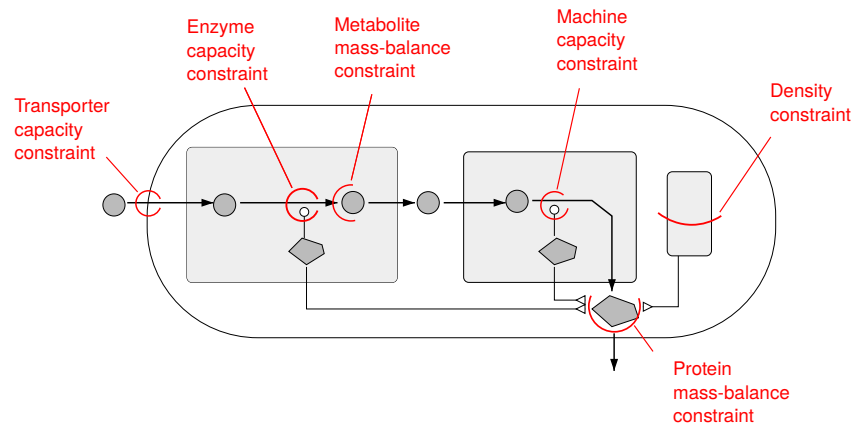 Enzyme
capacity
constraint
Metabolite
mass-balance
constraint
Machine
capacity
constraint
Density
constraint
Transporter
capacity
constraint
Protein
mass-balance
constraint